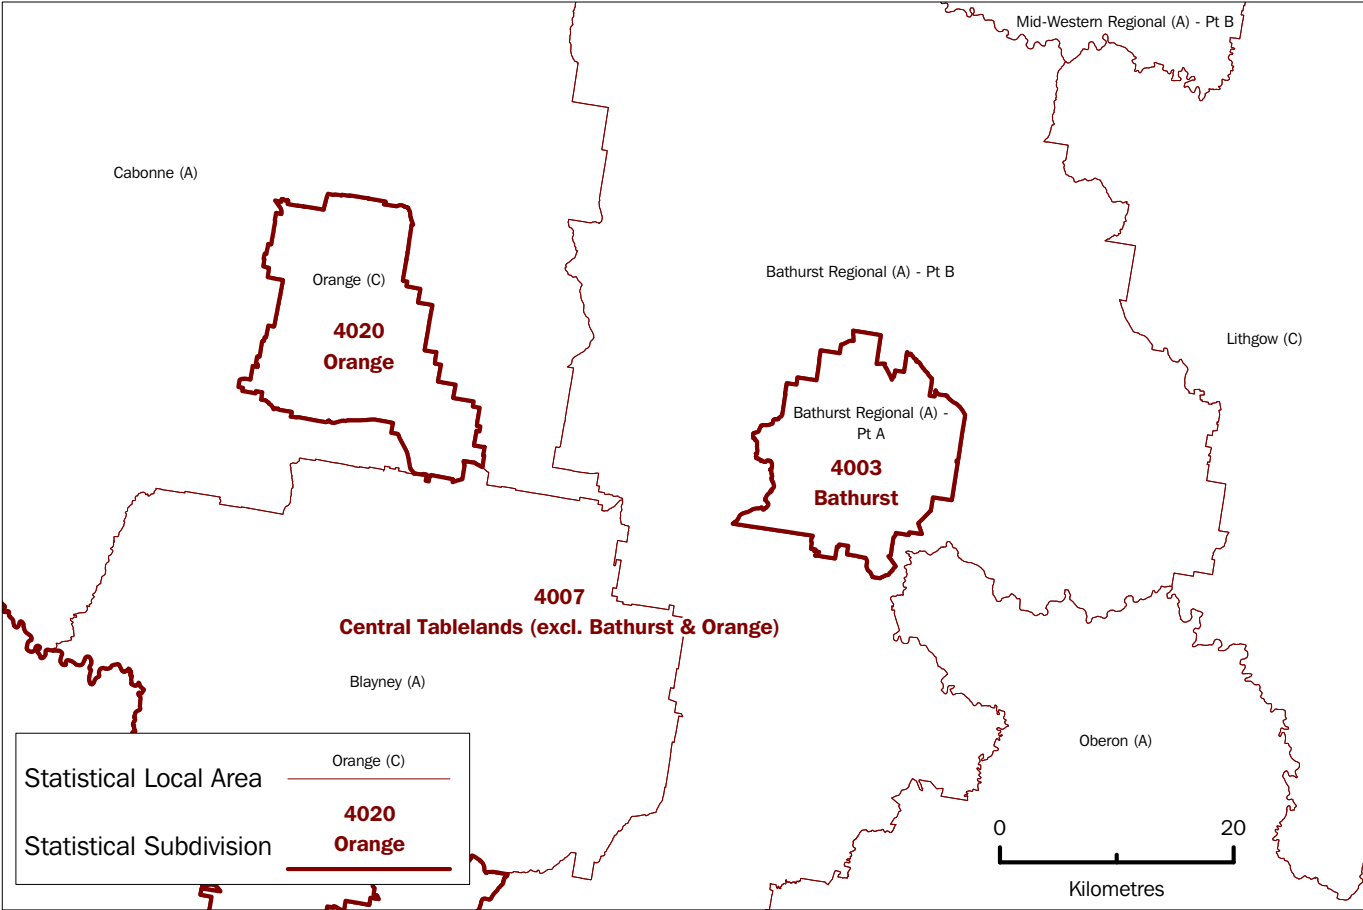 Mid-Western Regional (A) - Pt B
Cabonne (A)
Orange (C)
4020
Orange
Bathurst Regional (A) - Pt B
Lithgow (C)
Bathurst Regional (A) -
Pt A
4003
Bathurst
4007
Central Tablelands (excl. Bathurst & Orange)
Blayney (A)
Oberon (A)
Statistical Local Area
Orange (C)
Statistical Subdivision
4020
Orange
0 20
Kilometres